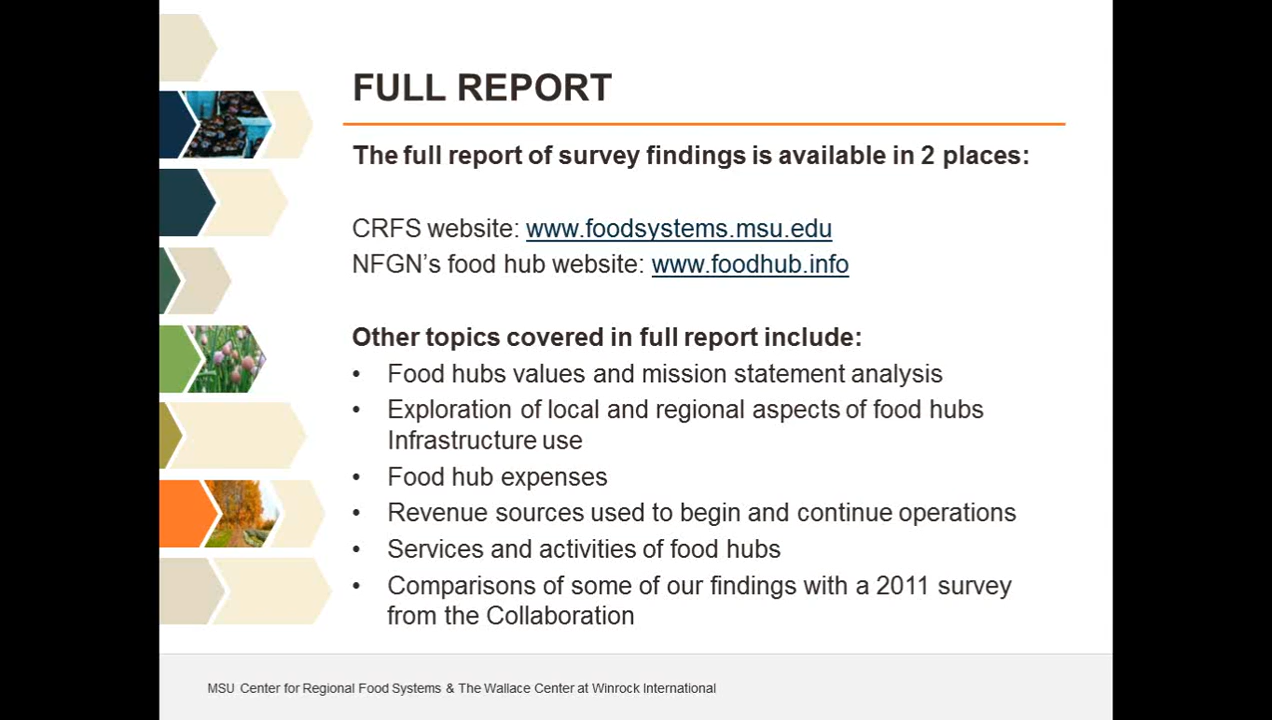 FULL REPORT
The full report of survey findings is available in 2 places:
CRFS website: www.foodsystems.msu.edu
NFGN’s food hub website: www.foodhub.info
Other topics covered in full report include:
• Food hubs values and mission statement analysis
• Exploration of local and regional aspects of food hubs
Infrastructure use
• Food hub expenses
• Revenue sources used to begin and continue operations
• Services and activities of food hubs
• Comparisons of some of our findings with a 2011 survey
from the Collaboration
MSU Center for Regional Food Systems & The Wallace Center at Winrock International